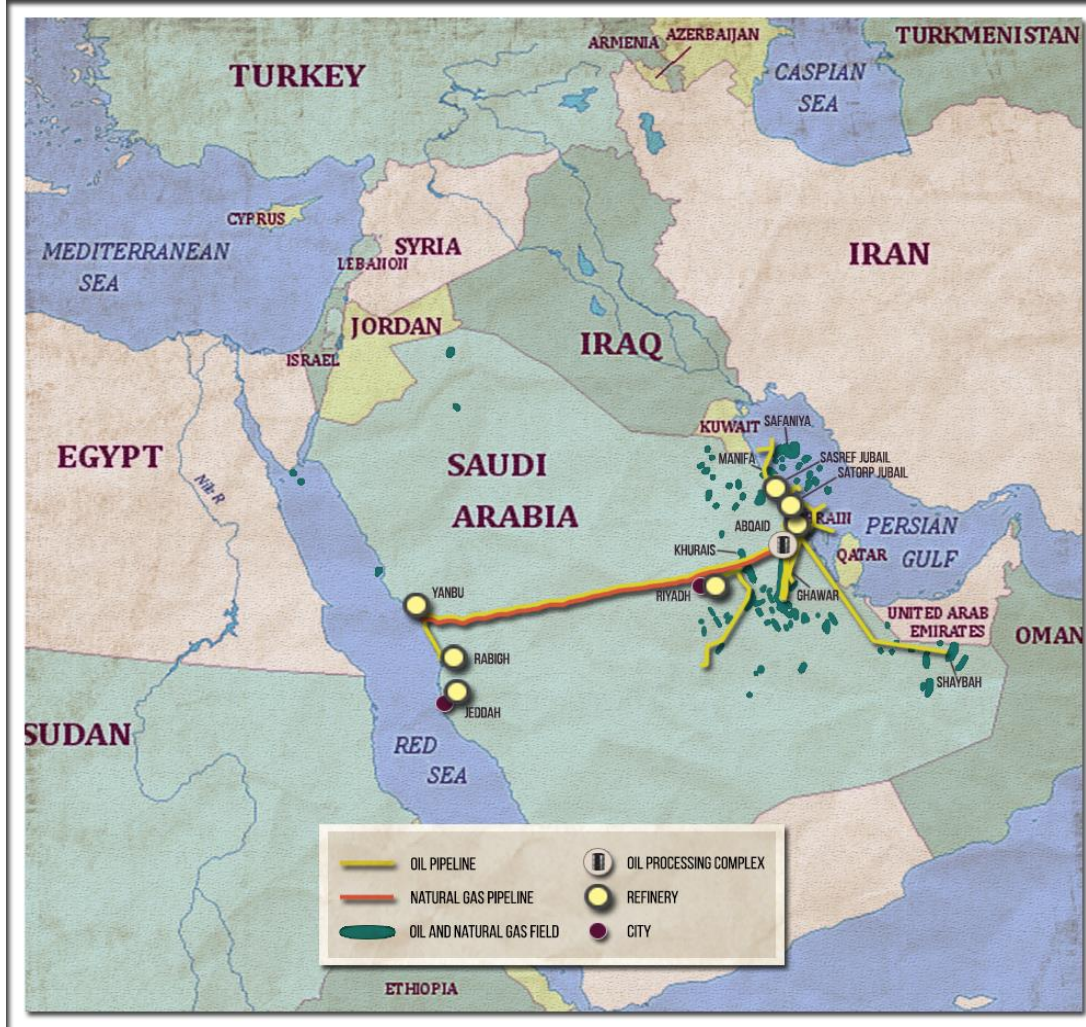 TURKEY
ARMENIA
AZERBAIJAN
TURKMENISTAN
CASPIAN
SEA
CYPRUS
MEDITERRANEAN
SEA
SYRIA
LEBANON
IRAN
JORDAN
ISRAEL
IRAQ
EGYPT
Nile R
KUWAIT
SAFANIYA
MANIFA
SASREF JUBAIL
SATORP JUBAIL
SAUDI
ARABIA
ABQAID
RAIN
PERSIAN
GULF
KHURAIS
QATAR
YANBU
RIYADH
GHAWAR
UNITED ARAB
EMIRATES
OMAN
RABIGH
SHAYBAH
JEDDAH
SUDAN
RED
SEA
OIL PIPELINE
NATURAL GAS PIPELINE
OIL AND NATURAL GAS FIELD
OIL PROCESSING COMPLEX
REFINERY
CITY
ETHIOPIA